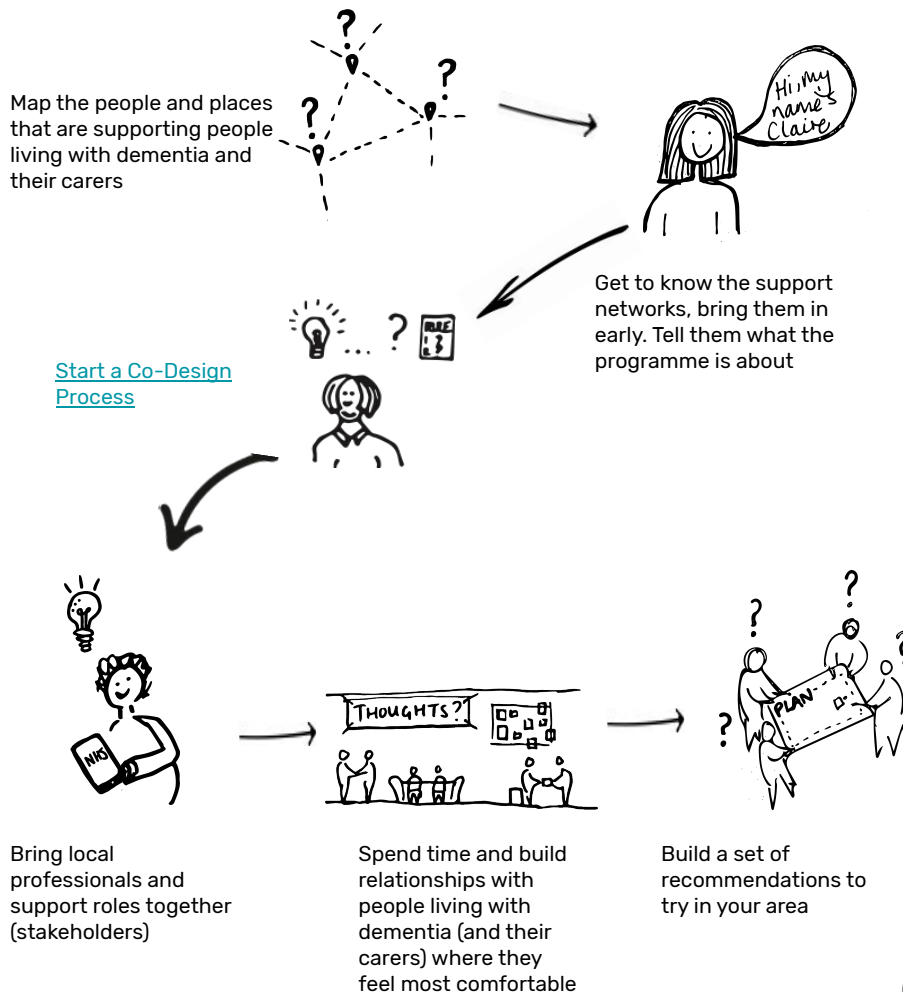 ?
?
?
Map the people and places
that are supporting people
living with dementia and
their carers
Hi, my
name's
Claire
Get to know the support
networks, bring them in
early. Tell them what the
programme is about
... ?
Start a Co-Design
Process
NHS
THOUGHTS?
?
?
?
?
PLAN
Bring local
professionals and
support roles together
(stakeholders)
Spend time and build
relationships with
people living with
dementia (and their
carers) where they
feel most comfortable
Build a set of
recommendations to
try in your area